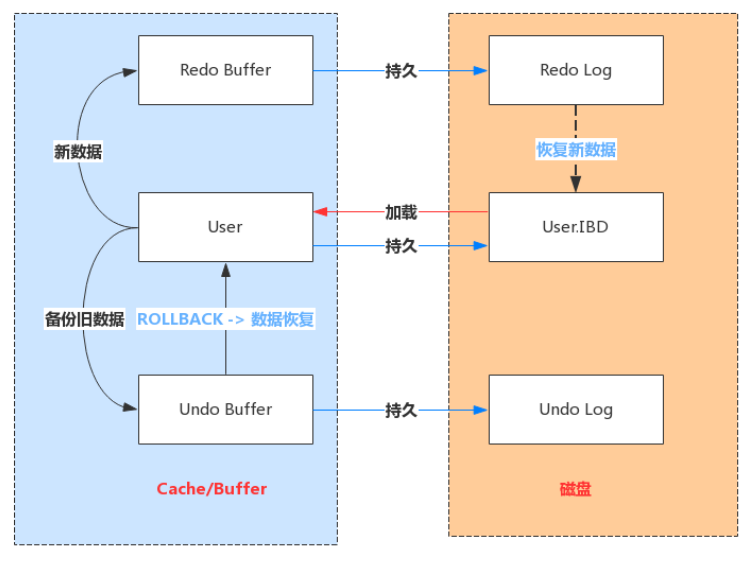 Redo Buffer
持久
Redo Log
新数据
恢复新数据
User
加载
持久
User.IBD
备份旧数据
ROLLBACK -> 数据恢复
Undo Buffer
持久
Undo Log
Cache/Buffer
磁盘